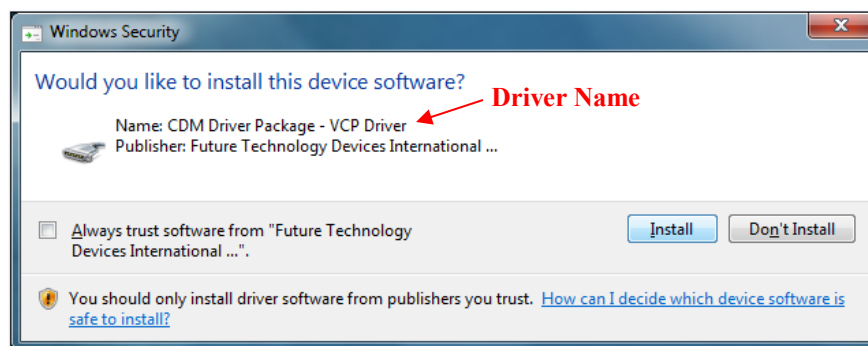 Windows Security
Would you like to install this device software?
Driver Name
Name: CDM Driver Package - VCP Driver
Publisher: Future Technology Devices International ...
Always trust software from "Future Technology
Devices International ...".
Install
Don't Install
You should only install driver software from publishers you trust. How can I decide which device software is
safe to install?